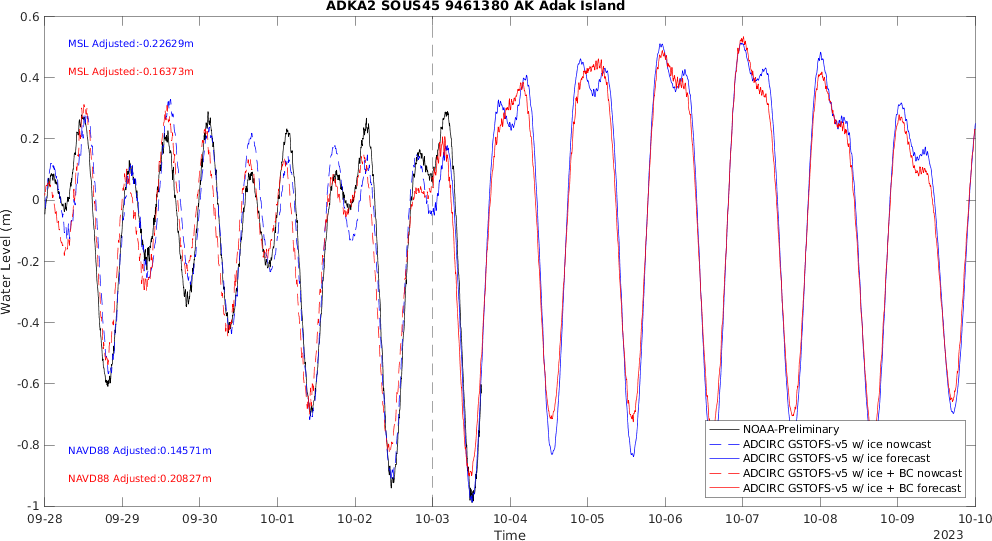 ADKA2 SOUS45 9461380 AK Adak Island
0.6
0.4
0.2
0
-0.2
-0.4
-0.6
-0.8
-1
Water Level (m)
MSL Adjusted:-0.22629m
MSL Adjusted:-0.16373m
NAVD88 Adjusted:0.14571m
NAVD88 Adjusted:0.20827m
NOAA-Preliminary
ADCIRC GSTOFS-v5 w/ ice nowcast
ADCIRC GSTOFS-v5 w/ ice forecast
ADCIRC GSTOFS-v5 w/ ice + BC nowcast
ADCIRC GSTOFS-v5 w/ ice + BC forecast
09-28 09-29 09-30 10-01 10-02 10-03 10-04 10-05 10-06 10-07 10-08 10-09 10-10
Time
2023